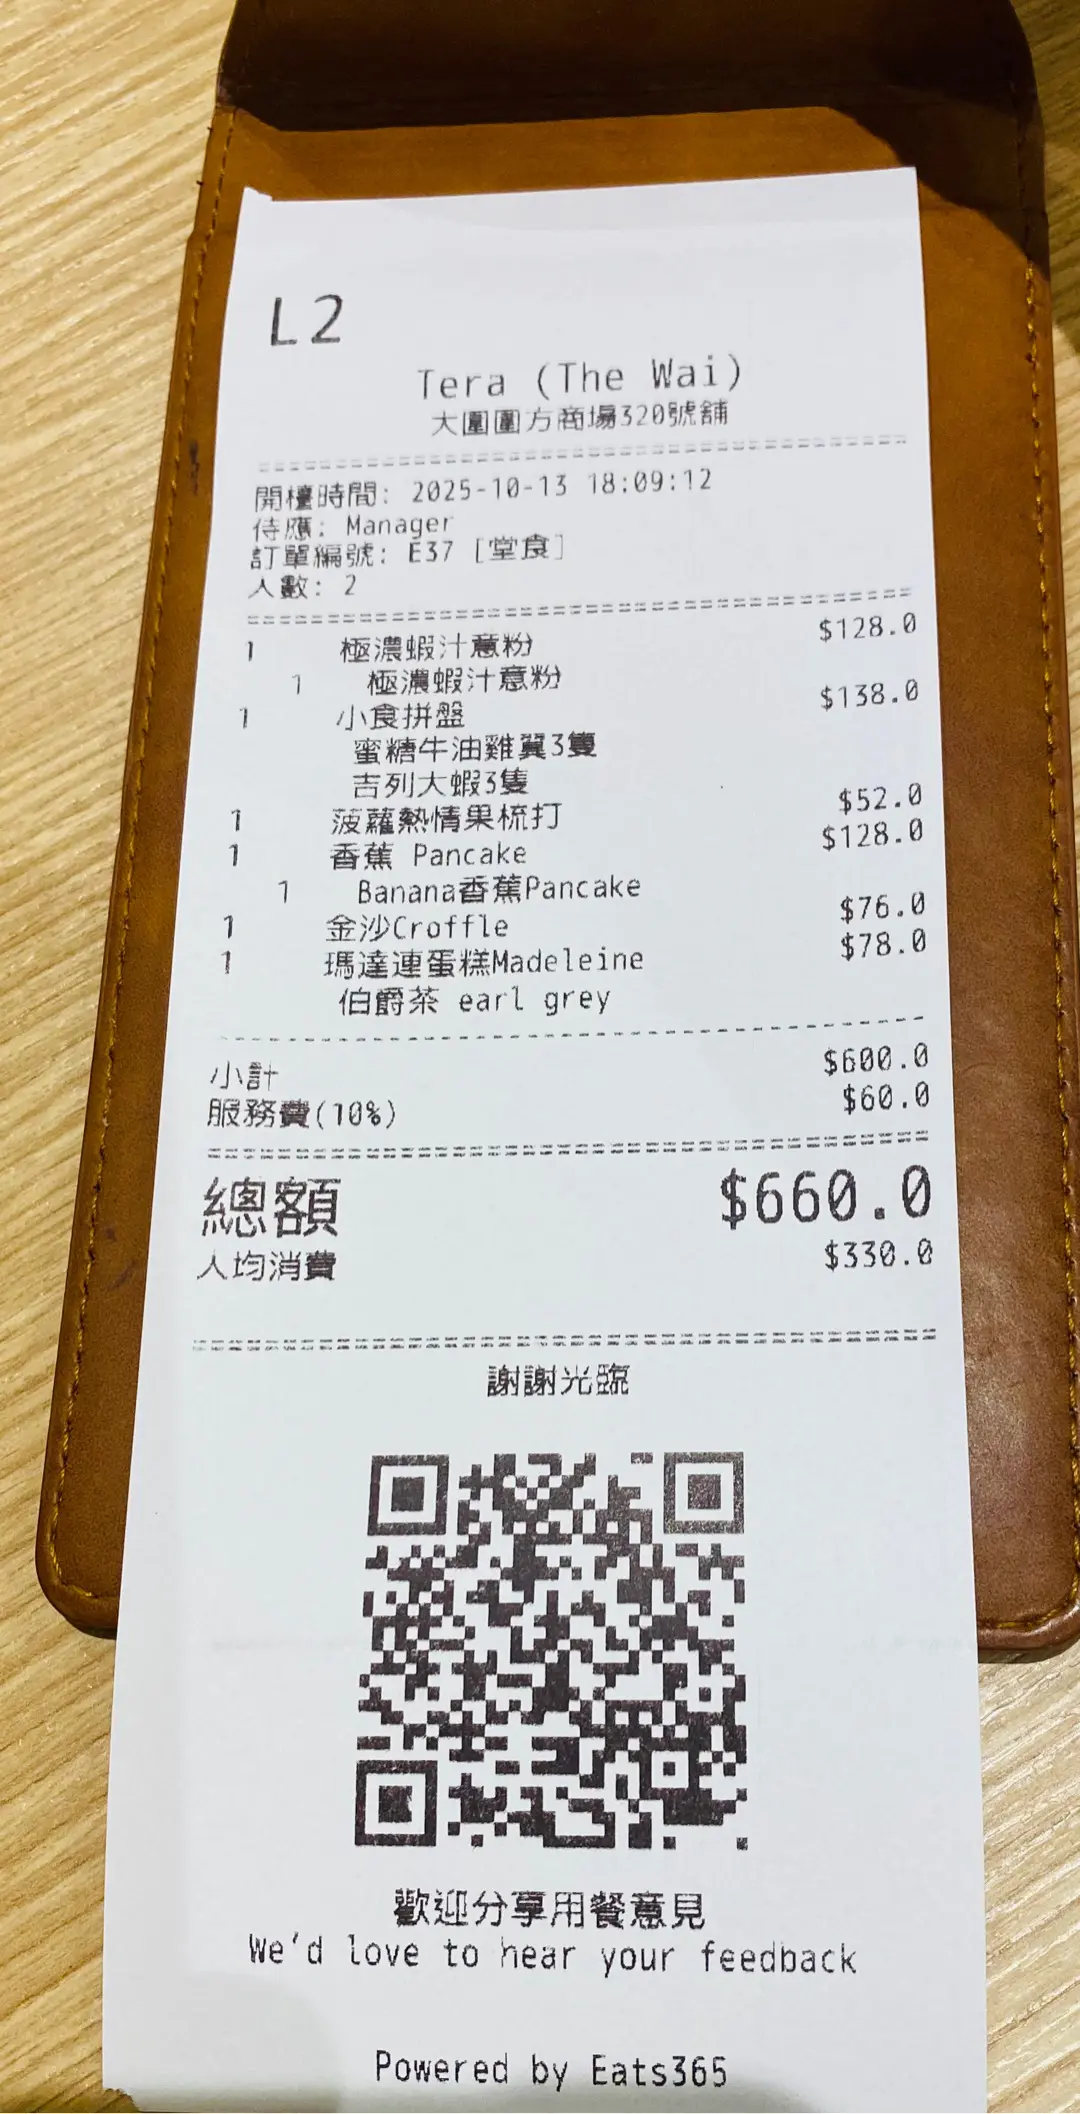 L2
Tera (The Wai)
大圍圍方商場320號舖
開檯時間: 2025-10-13 18:09:12
侍應: Manager
訂單編號: E37 [堂食]
人數: 2
1 極濃蝦汁意粉 $128.0
1 極濃蝦汁意粉
1 小食拼盤 $138.0
蜜糖牛油雞翼3隻
吉列大蝦3隻
1 菠蘿熱情果梳打 $52.0
1 香蕉 Pancake $128.0
1 Banana香蕉Pancake
1 金沙Croffle $76.0
1 瑪達連蛋糕Madeleine $78.0
伯爵茶 earl grey
小計 $600.0
服務費(10%) $60.0
總額 $660.0
人均消費 $330.0
謝謝光臨
歡迎分享用餐意見
We'd love to hear your feedback
Powered by Eats365